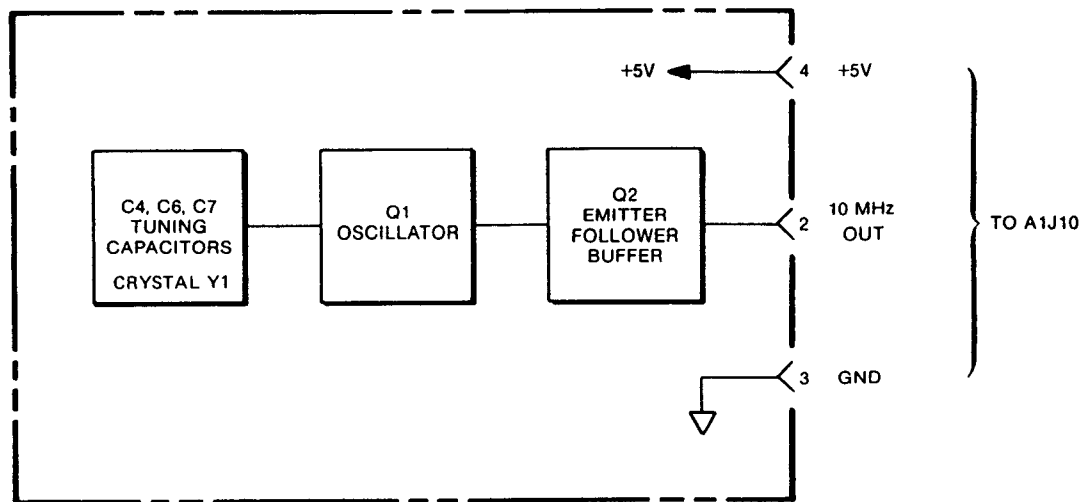 +5V
4 +5V
C4, C6, C7
TUNING
CAPACITORS
CRYSTAL Y1
Q1
OSCILLATOR
Q2
EMITTER
FOLLOWER
BUFFER
2 10 MHz
OUT
TO A1J10
3 GND